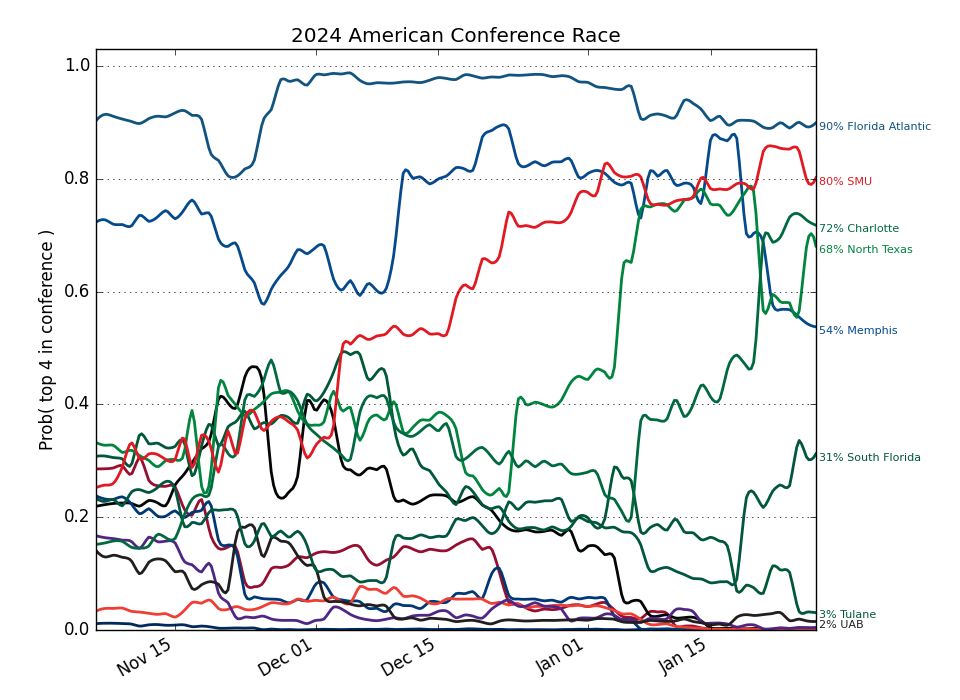 2024 American Conference Race
Prob( top 4 in conference )
1.0
0.8
0.6
0.4
0.2
0.0
Nov 15
Dec 01
Dec 15
Jan 01
Jan 15
90% Florida Atlantic
80% SMU
72% Charlotte
68% North Texas
54% Memphis
31% South Florida
3% Tulane
2% UAB